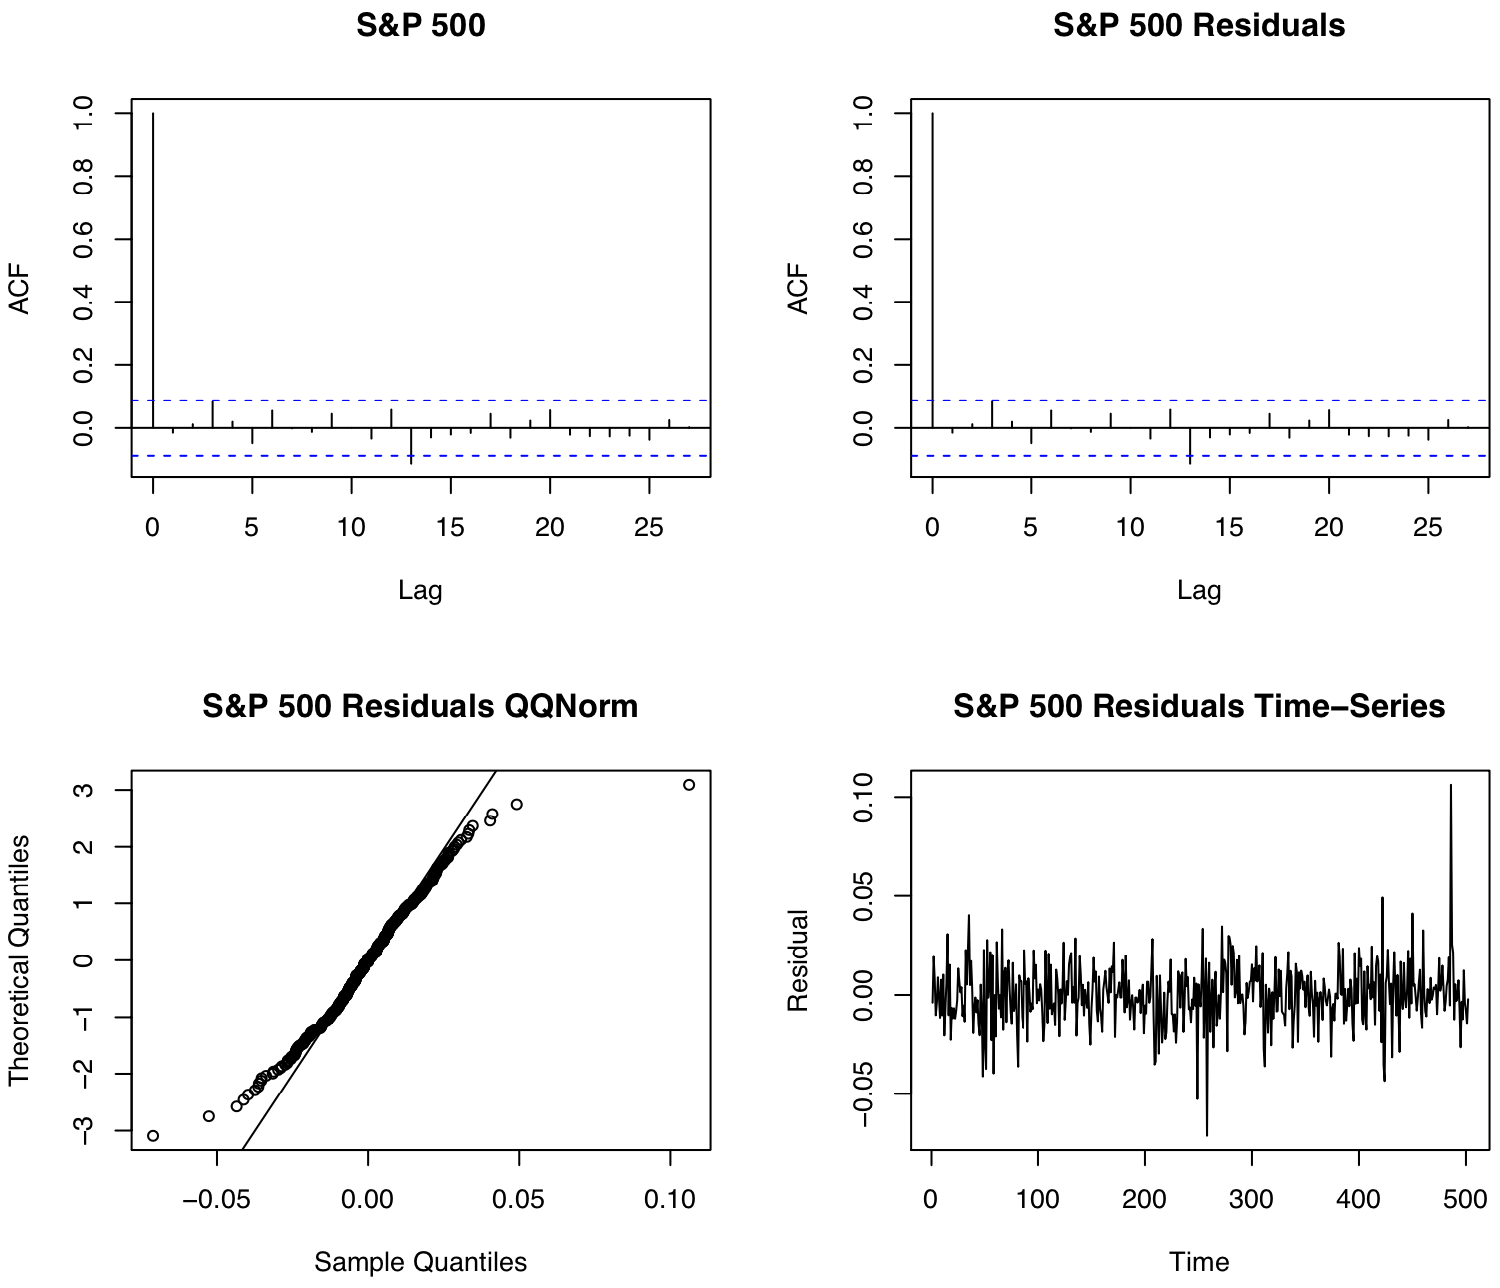 S&P 500
ACF
1.0
0.8
0.6
0.4
0.2
0.0
0 5 10 15 20 25
Lag
S&P 500 Residuals
ACF
1.0
0.8
0.6
0.4
0.2
0.0
0 5 10 15 20 25
Lag
S&P 500 Residuals QQNorm
Theoretical Quantiles
3
2
1
0
−1
−2
−3
−0.05 0.00 0.05 0.10
Sample Quantiles
S&P 500 Residuals Time−Series
Residual
0.10
0.05
0.00
−0.05
0 100 200 300 400 500
Time